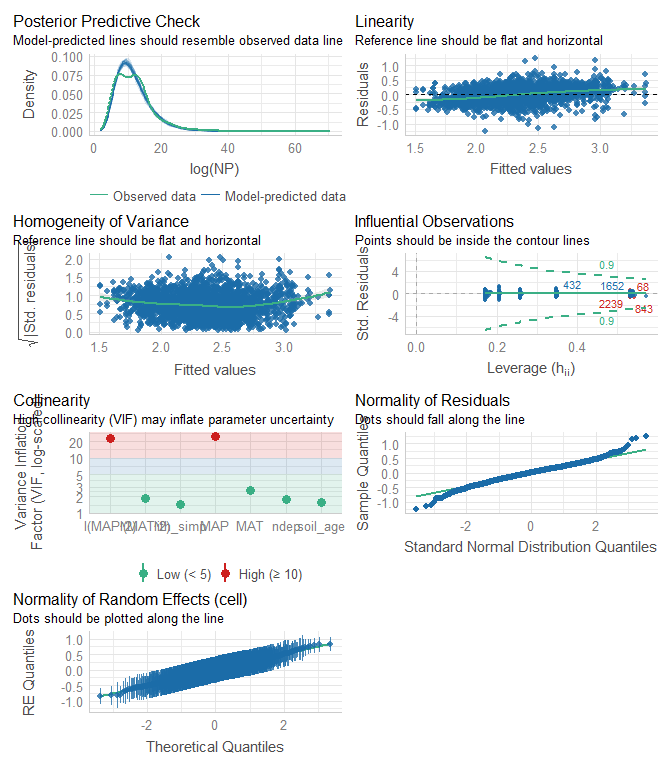 Posterior Predictive Check
Model-predicted lines should resemble observed data line
Density
0.100
0.075
0.050
0.025
0.000
0
20
40
60
log(NP)
Observed data
Model-predicted data
Linearity
Reference line should be flat and horizontal
Residuals
1.0
0.5
0.0
-0.5
-1.0
1.5
2.0
2.5
3.0
Fitted values
Homogeneity of Variance
Reference line should be flat and horizontal
√|Std. residuals|
2.0
1.5
1.0
0.5
0.0
1.5
2.0
2.5
3.0
Fitted values
Influential Observations
Points should be inside the contour lines
Std. Residuals
4
0
-4
0.9
432
1652
68
2239
843
0.9
0.0
0.2
0.4
Leverage (hii)
Collinearity
High collinearity (VIF) may inflate parameter uncertainty
Variance Inflation
Factor (VIF, log-scaled)
20
10
5
3
2
1
MAP
MAT
ndep
soil_age
Low (< 5)
High (≥ 10)
Normality of Residuals
Dots should fall along the line
Sample Quantiles
1.0
0.5
0.0
-0.5
-1.0
-2
0
2
Standard Normal Distribution Quantiles
Normality of Random Effects (cell)
Dots should be plotted along the line
RE Quantiles
1.0
0.5
0.0
-0.5
-1.0
-2
0
2
Theoretical Quantiles